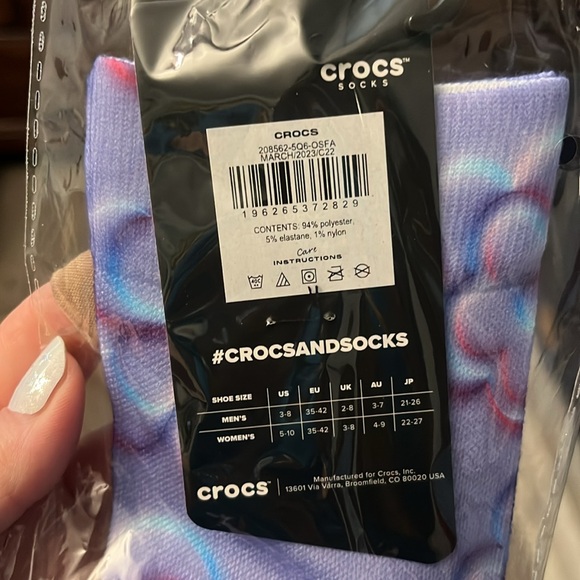 crocs™
SOCKS
CROCS
208562-5Q6-OSFA
MARCH/2023/C22
196265372829
CONTENTS: 94% polyester,
5% elastane, 1% nylon
Care
INSTRUCTIONS
40C
#CROCSANDSOCKS
SHOE SIZE US EU UK AU JP
MEN'S 3-8 35-42 2-8 3-7 21-26
WOMEN'S 5-10 35-42 3-8 4-9 22-27
crocs™
Manufactured for Crocs, Inc.
13601 Via Varra, Broomfield, CO 80020 USA